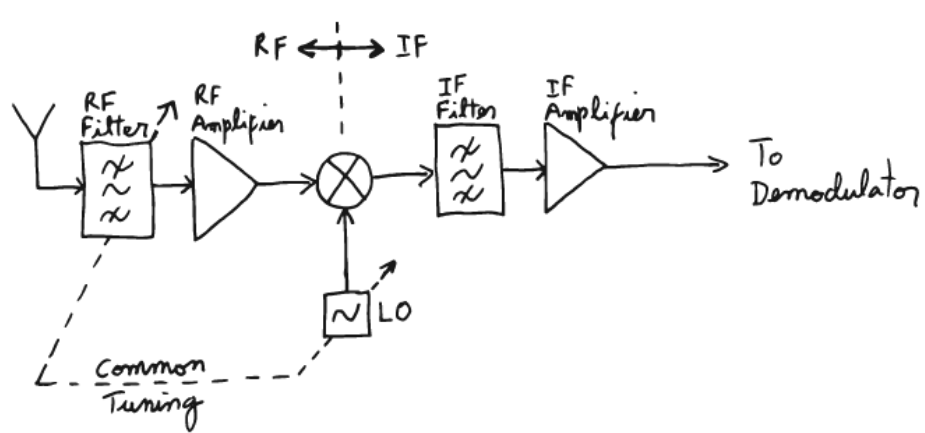 RF IF
RF
Filter
RF
Amplifier
IF
Filter
IF
Amplifier
To
Demodulator
LO
Common
Tuning